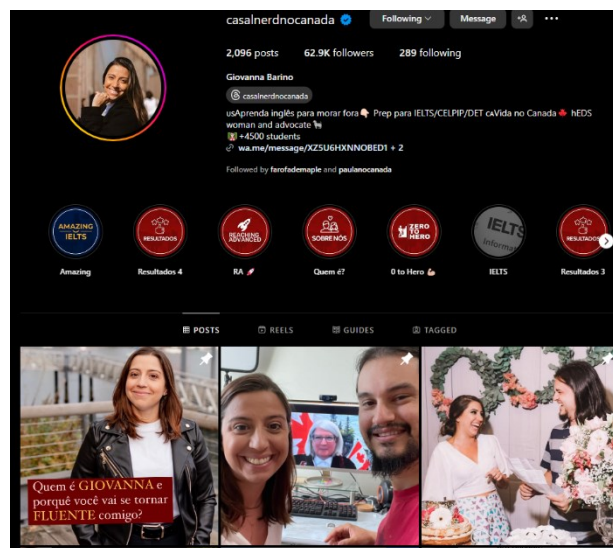 casalnerdnocanada
Following
Message
2,096 posts 62.9K followers 289 following
Giovanna Barino
casalnerdnocanada
usAprenda inglês para morar fora👇🏻 Prep para IELTS/CELPIP/DET caVida no Canada 🍁 hEDS
woman and advocate 🦓
+4500 students
wa.me/message/XZ5U6HXNNOBED1 + 2
Followed by farofademaple and paulanocanada
AMAZING
IELTS
RESULTADOS
REACHING
ADVANCED
SOBRE NÓS
ZERO
TO
HERO
IELTS
Informa
RESULTADOS
Amazing
Resultados 4
RA 🚀
Quem é?
0 to Hero 💪🏻
IELTS
Resultados 3
POSTS
REELS
GUIDES
TAGGED
Quem é GIOVANNA e
porquê você vai se tornar
FLUENTE comigo?